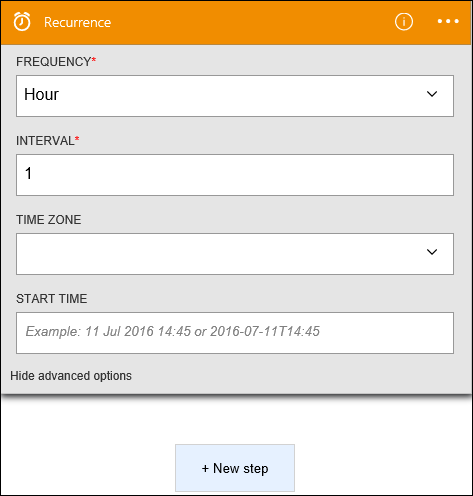 Recurrence
FREQUENCY*
Hour
INTERVAL*
1
TIME ZONE
START TIME
Example: 11 Jul 2016 14:45 or 2016-07-11T14:45
Hide advanced options
+ New step